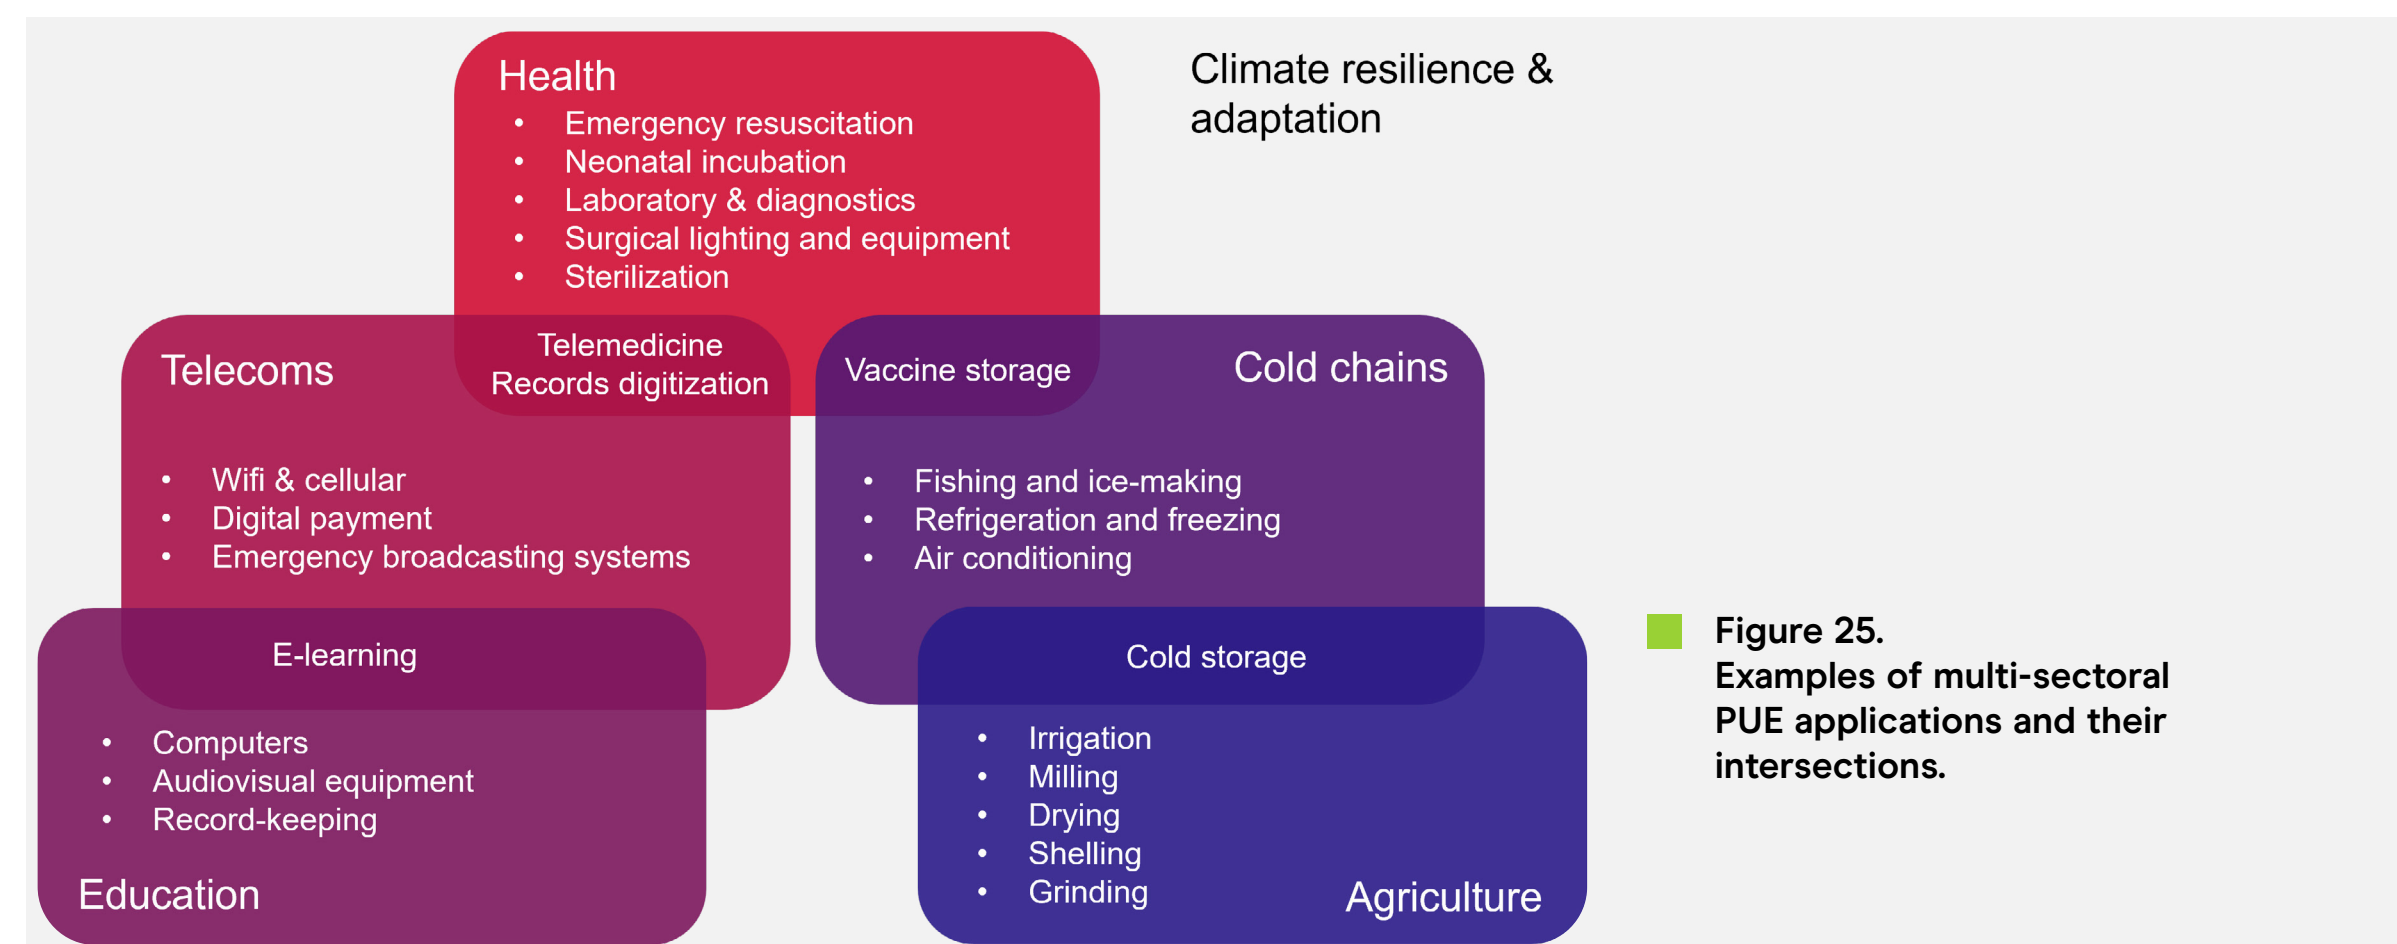 Health
• Emergency resuscitation
• Neonatal incubation
• Laboratory & diagnostics
• Surgical lighting and equipment
• Sterilization
Climate resilience &
adaptation
Telecoms
Telemedicine
Records digitization
Vaccine storage
Cold chains
• Wifi & cellular
• Digital payment
• Emergency broadcasting systems
• Fishing and ice-making
• Refrigeration and freezing
• Air conditioning
E-learning
• Computers
• Audiovisual equipment
• Record-keeping
Education
Cold storage
• Irrigation
• Milling
• Drying
• Shelling
• Grinding
Agriculture
Figure 25.
Examples of multi-sectoral
PUE applications and their
intersections.